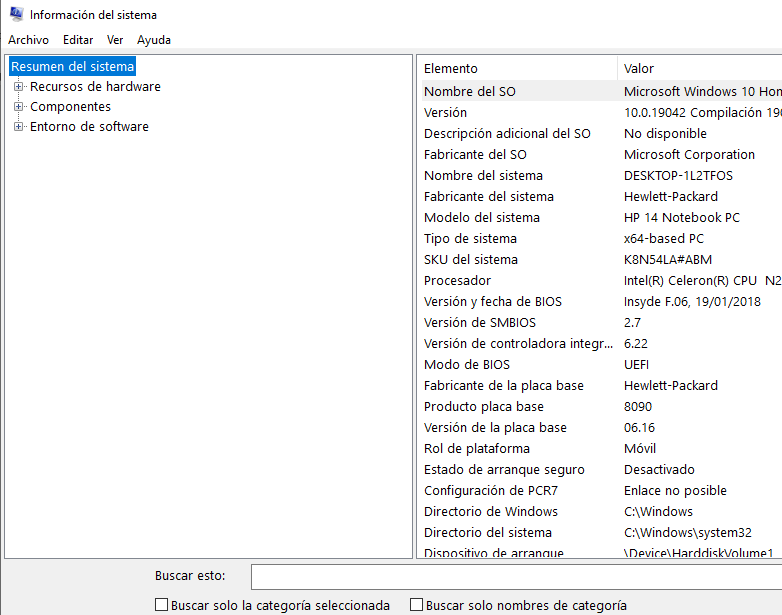 Información del sistema
Archivo Editar Ver Ayuda
Resumen del sistema
Recursos de hardware
Componentes
Entorno de software
Elemento Valor
Nombre del SO Microsoft Windows 10 Hon
Versión 10.0.19042 Compilación 190
Descripción adicional del SO No disponible
Fabricante del SO Microsoft Corporation
Nombre del sistema DESKTOP-1L2TFOS
Fabricante del sistema Hewlett-Packard
Modelo del sistema HP 14 Notebook PC
Tipo de sistema x64-based PC
SKU del sistema K8N54LA#ABM
Procesador Intel(R) Celeron(R) CPU N2
Versión y fecha de BIOS Insyde F.06, 19/01/2018
Versión de SMBIOS 2.7
Versión de controladora integr... 6.22
Modo de BIOS UEFI
Fabricante de la placa base Hewlett-Packard
Producto placa base 8090
Versión de la placa base 06.16
Rol de plataforma Móvil
Estado de arranque seguro Desactivado
Configuración de PCR7 Enlace no posible
Directorio de Windows C:\Windows
Directorio del sistema C:\Windows\system32
Dispositivo de arranque \Device\HarddiskVolume1
Buscar esto:
Buscar solo la categoría seleccionada Buscar solo nombres de categoría